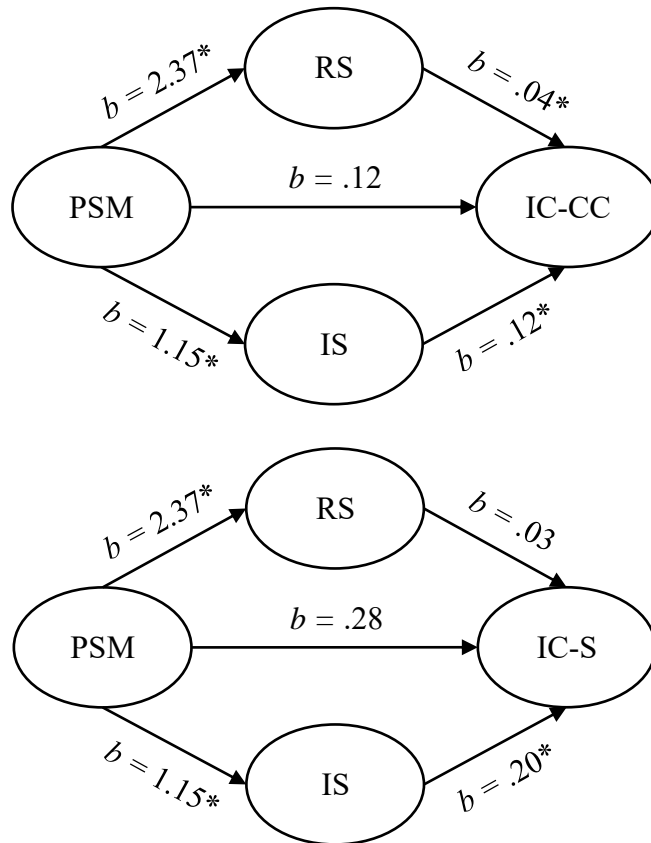 RS
b = 2.37*
b = .04*
PSM
b = .12
IC-CC
b = 1.15*
IS
b = .12*
RS
b = 2.37*
b = .03
PSM
b = .28
IC-S
b = 1.15*
IS
b = .20*